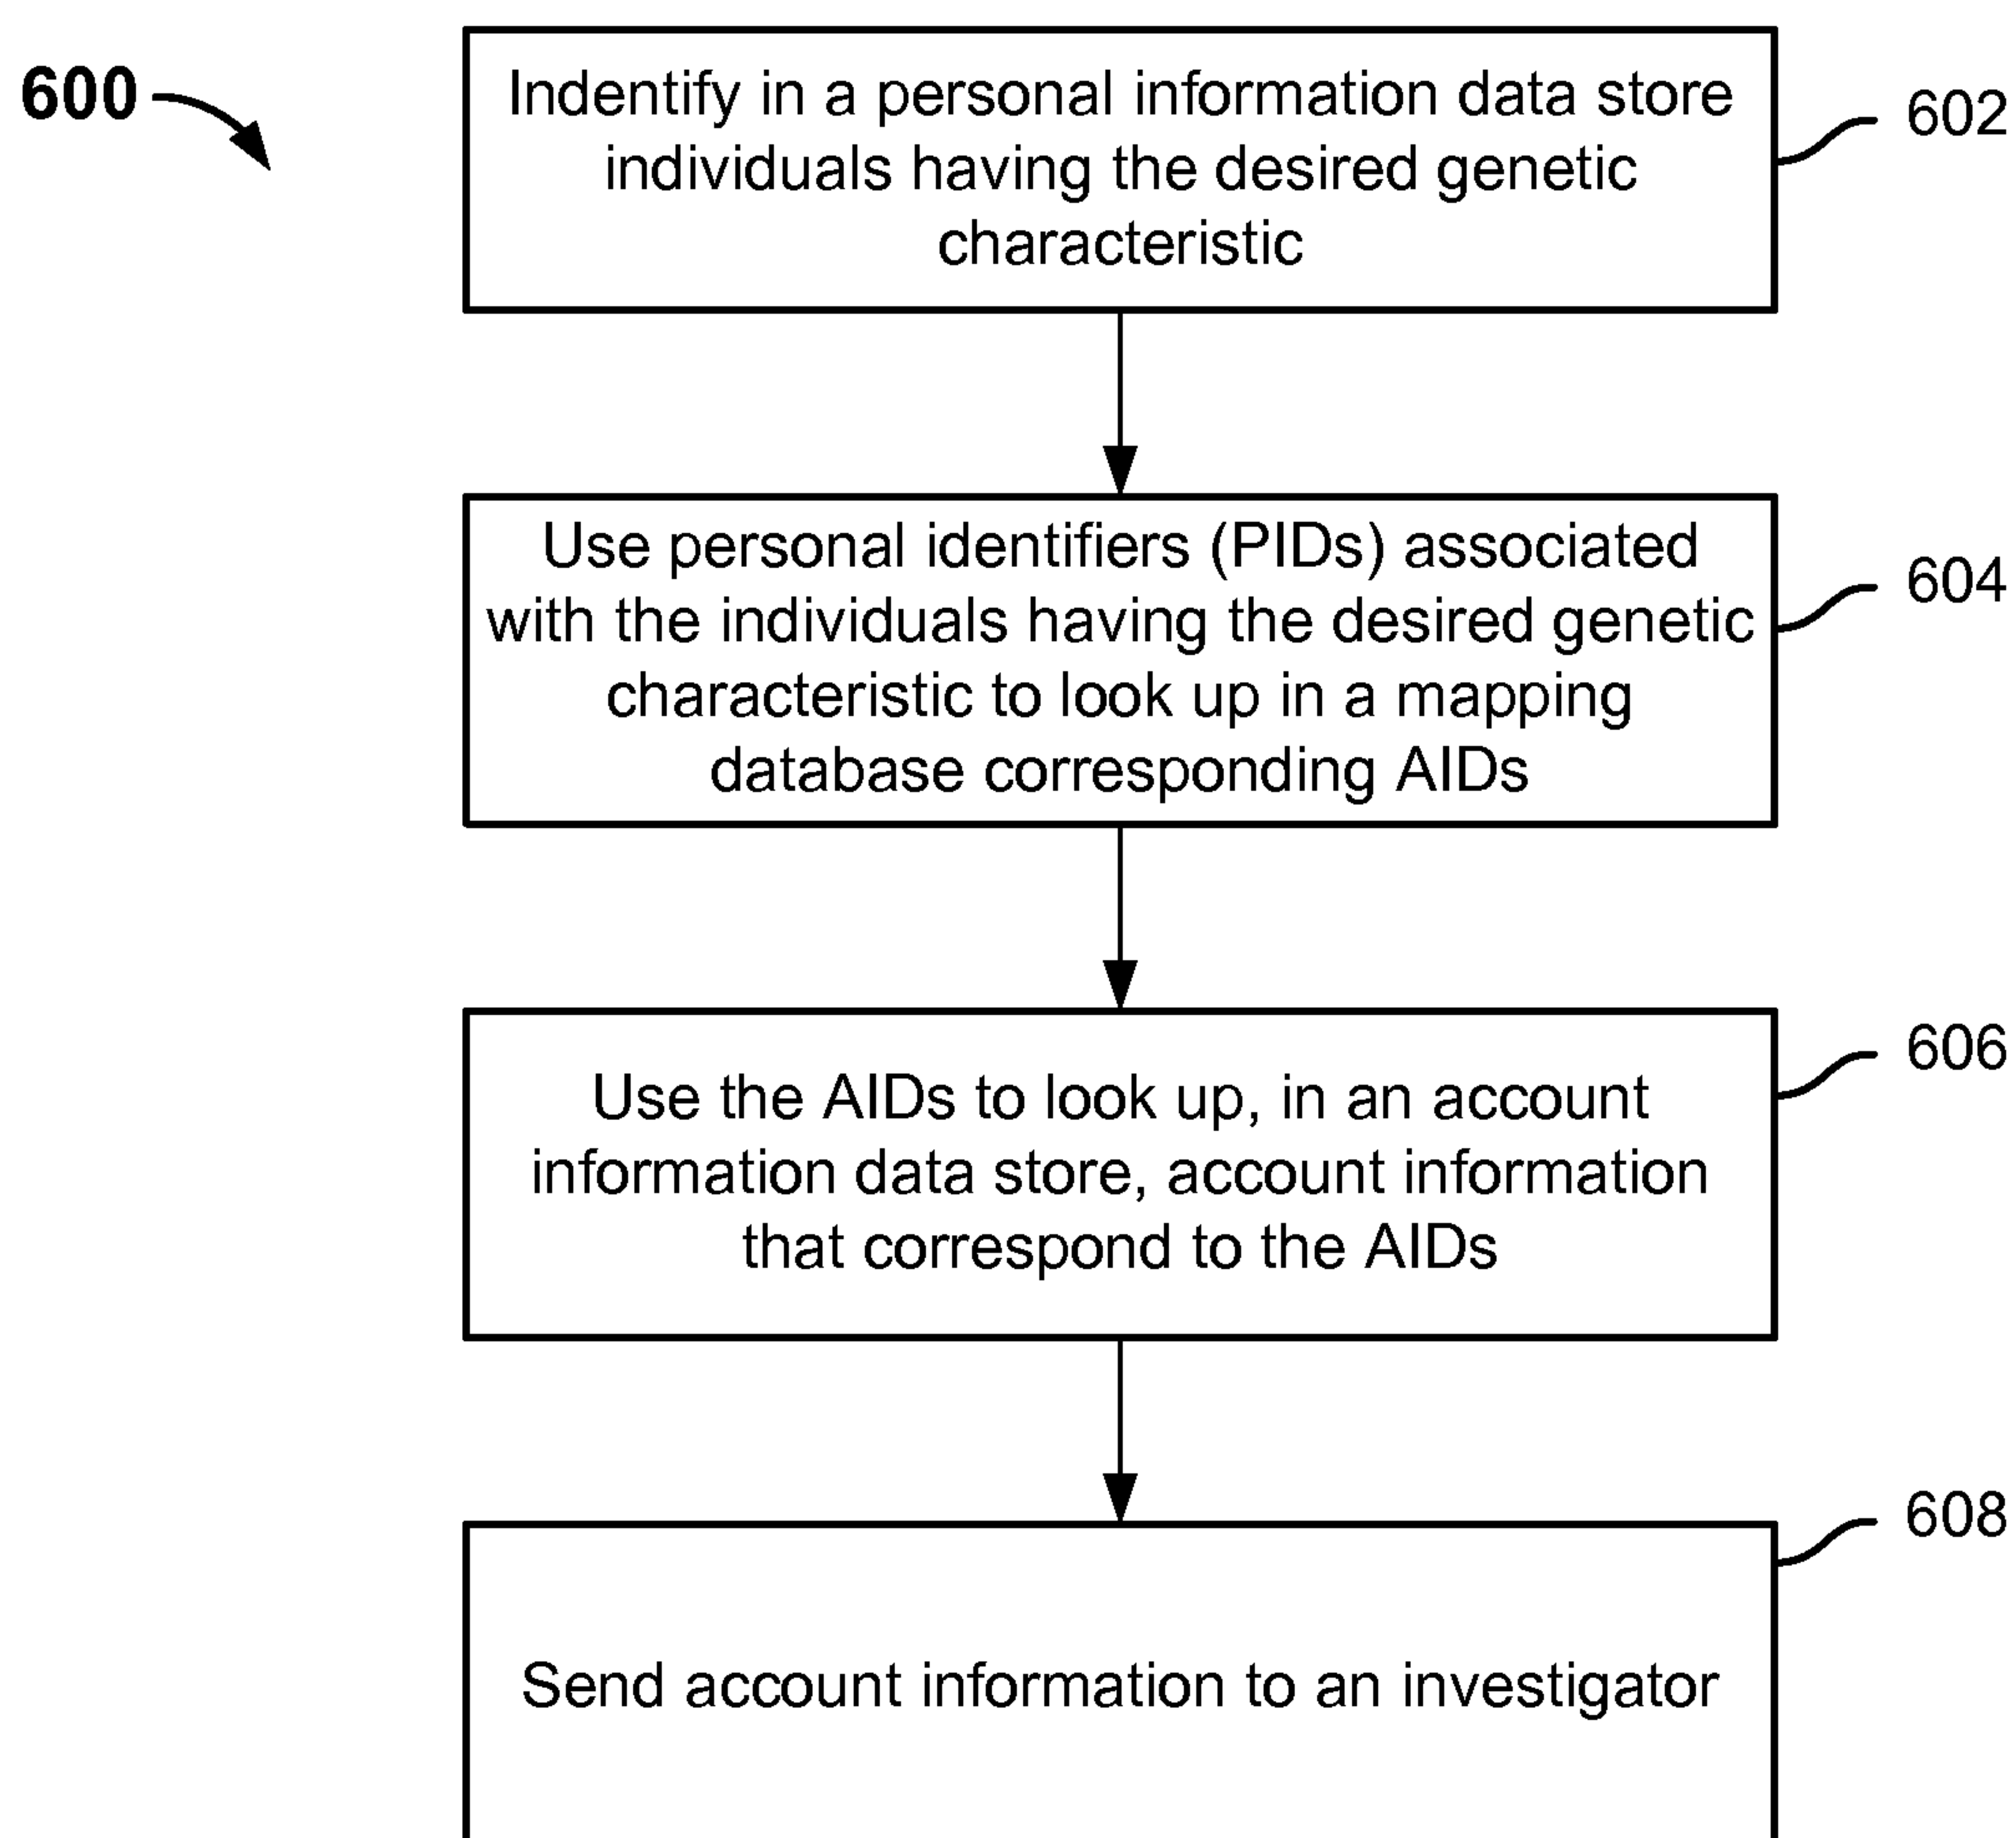 600
Indentify in a personal information data store
individuals having the desired genetic
characteristic
602
Use personal identifiers (PIDs) associated
with the individuals having the desired genetic
characteristic to look up in a mapping
database corresponding AIDs
604
Use the AIDs to look up, in an account
information data store, account information
that correspond to the AIDs
606
Send account information to an investigator
608